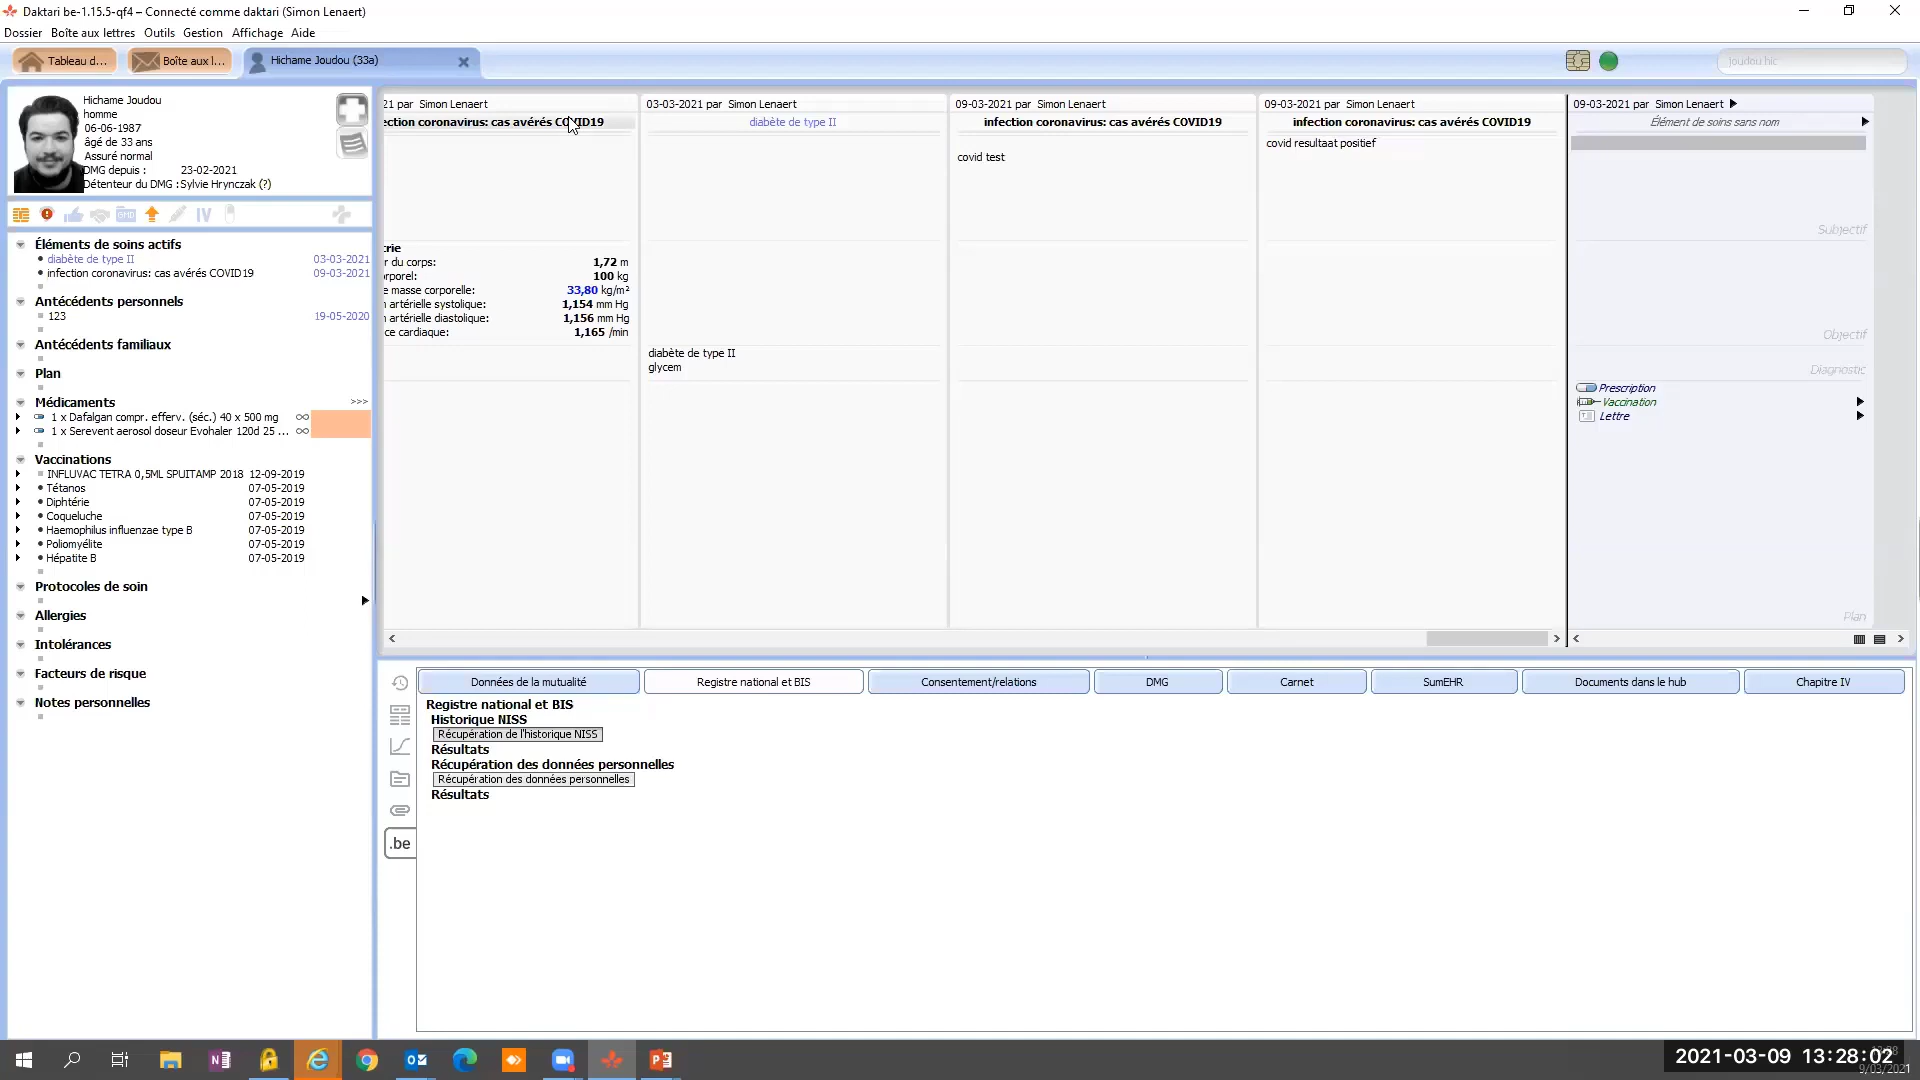 Daktari be-1.15.5-qf4 – Connecté comme daktari (Simon Lenaert)
Dossier Boîte aux lettres Outils Gestion Affichage Aide
Tableau d... Boîte aux l... Hichame Joudou (33a) joudou hic
Hichame Joudou
homme
06-06-1987
âgé de 33 ans
Assuré normal
DMG depuis : 23-02-2021
Détenteur du DMG : Sylvie Hrynczak (?)
GMD IV
Éléments de soins actifs
diabète de type II 03-03-2021
infection coronavirus: cas avérés COVID19 09-03-2021
Antécédents personnels
123 19-05-2020
Antécédents familiaux
Plan
Médicaments >>>
1 x Dafalgan compr. efferv. (séc.) 40 x 500 mg
1 x Serevent aerosol doseur Evohaler 120d 25 ...
Vaccinations
INFLUVAC TETRA 0,5ML SPUITAMP 2018 12-09-2019
Tétanos 07-05-2019
Diphtérie 07-05-2019
Coqueluche 07-05-2019
Haemophilus influenzae type B 07-05-2019
Poliomyélite 07-05-2019
Hépatite B 07-05-2019
Protocoles de soin
Allergies
Intolérances
Facteurs de risque
Notes personnelles
21 par Simon Lenaert
ection coronavirus: cas avérés COVID19
rie
r du corps: 1,72 m
orporel: 100 kg
e masse corporelle: 33,80 kg/m²
n artérielle systolique: 1,154 mm Hg
n artérielle diastolique: 1,156 mm Hg
ce cardiaque: 1,165 /min
03-03-2021 par Simon Lenaert
diabète de type II
diabète de type II
glycem
09-03-2021 par Simon Lenaert
infection coronavirus: cas avérés COVID19
covid test
09-03-2021 par Simon Lenaert
infection coronavirus: cas avérés COVID19
covid resultaat positief
09-03-2021 par Simon Lenaert
Élément de soins sans nom
Subjectif
Objectif
Diagnostic
Prescription
Vaccination
Lettre
Plan
Données de la mutualité Registre national et BIS Consentement/relations DMG Carnet SumEHR Documents dans le hub Chapitre IV
Registre national et BIS
Historique NISS
Récupération de l'historique NISS
Résultats
Récupération des données personnelles
Récupération des données personnelles
Résultats
.be
2021-03-09 13:28:02
9/03/2021